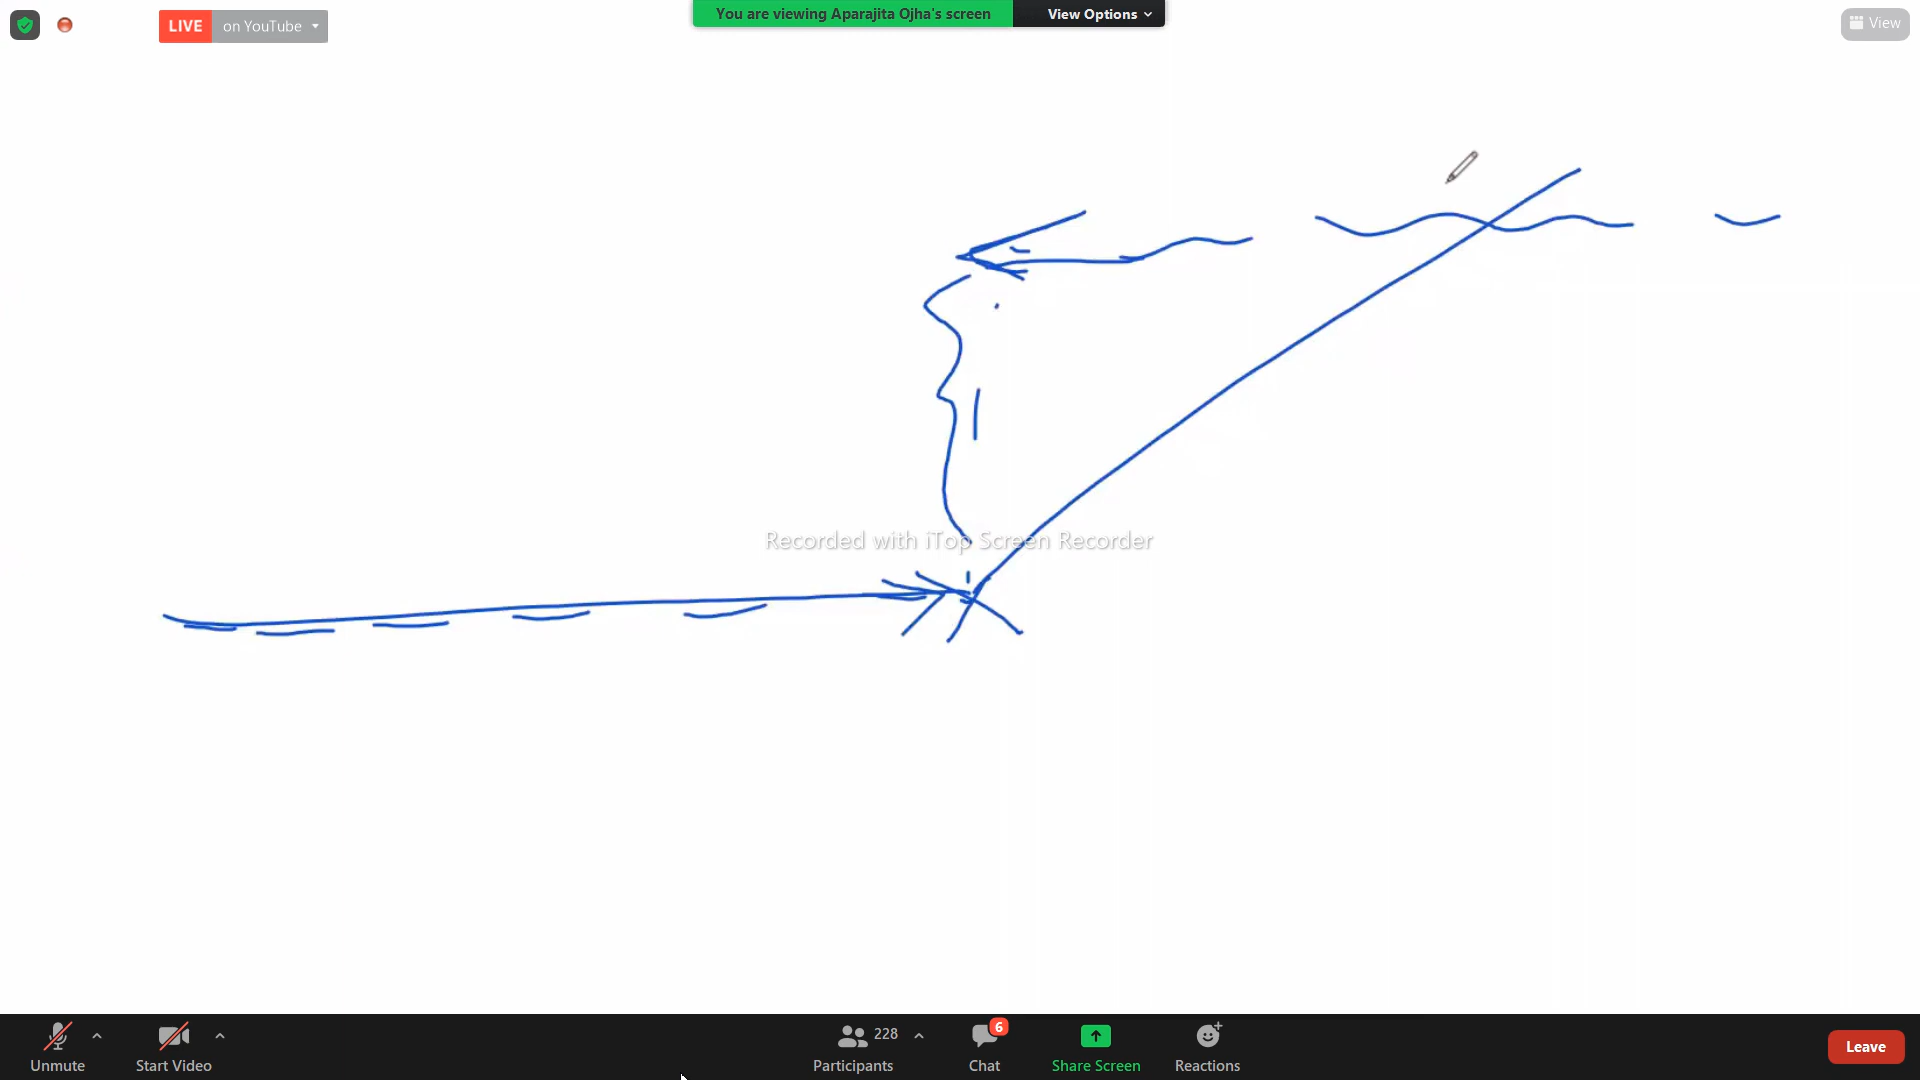 LIVE on YouTube
You are viewing Aparajita Ojha's screen
View Options
View
Recorded with iTop Screen Recorder
Unmute
Start Video
228
Participants
6
Chat
Share Screen
Reactions
Leave